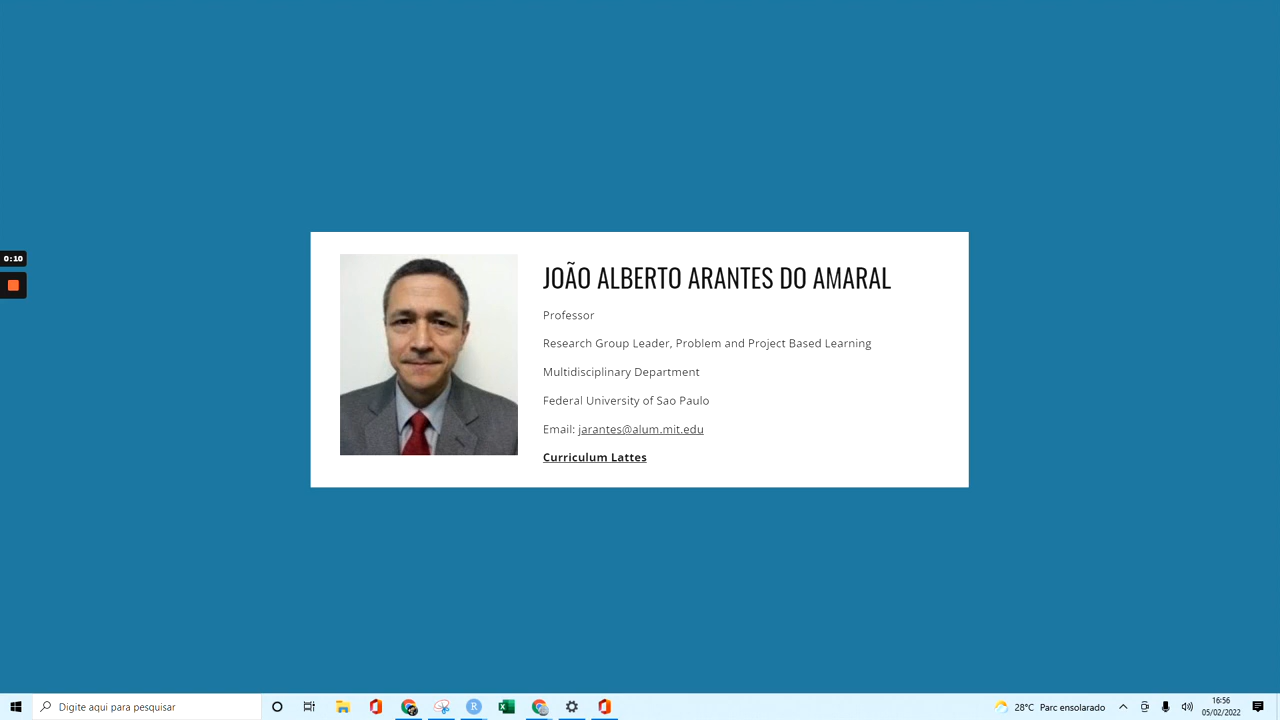 0:10
JOÃO ALBERTO ARANTES DO AMARAL
Professor
Research Group Leader, Problem and Project Based Learning
Multidisciplinary Department
Federal University of Sao Paulo
Email: jarantes@alum.mit.edu
Curriculum Lattes
Digite aqui para pesquisar
R
28°C Parc ensolarado
16:56
05/02/2022